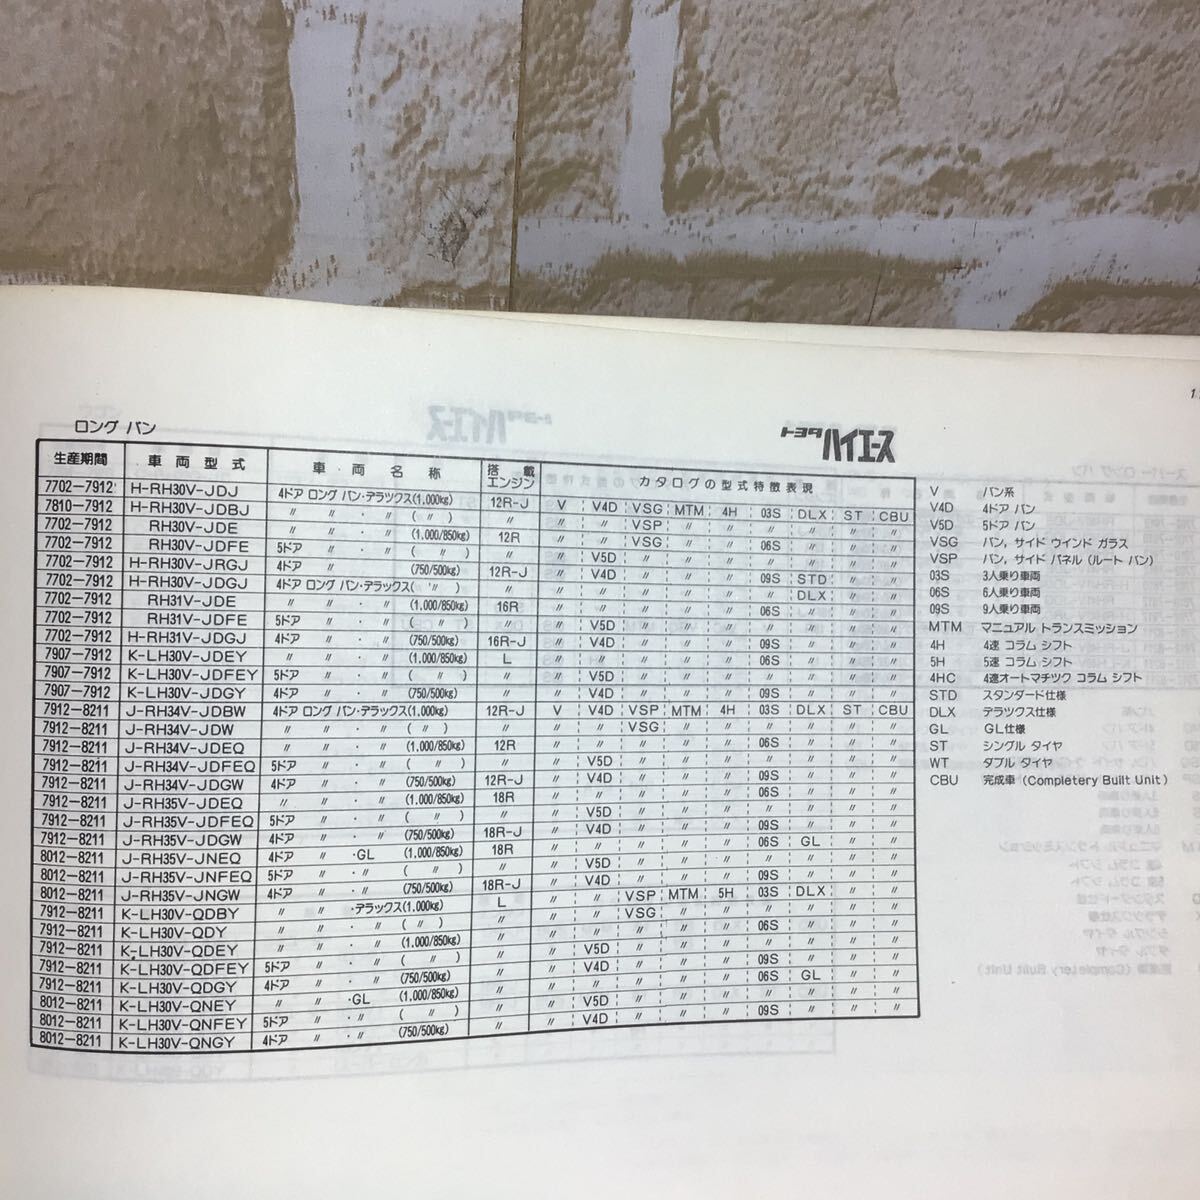 ロング バン
トヨタ ハイエース
生産期間 車両型式 車両名称 搭載エンジン カタログの型式特徴表現
7702-7912 H-RH30V-JDJ 4ドア ロング バン・デラックス(1,000kg) 12R-J V V4D VSG MTM 4H 03S DLX ST CBU
7810-7912 H-RH30V-JDBJ 〃 〃 ・ 〃 ( 〃 ) 〃 〃 〃 VSP 〃 〃 〃 〃 〃 〃
7702-7912 RH30V-JDE 〃 〃 ・ 〃 (1,000/850kg) 12R 〃 〃 VSG 〃 〃 06S 〃 〃 〃
7702-7912 RH30V-JDFE 5ドア 〃 ・ 〃 ( 〃 ) 〃 〃 V5D 〃 〃 〃 〃 〃 〃 〃
7702-7912 H-RH30V-JRGJ 4ドア 〃 ・ 〃 (750/500kg) 12R-J 〃 V4D 〃 〃 〃 09S STD 〃 〃
7702-7912 H-RH30V-JDGJ 4ドア ロング バン・デラックス( 〃 ) 〃 〃 〃 〃 〃 〃 〃 DLX 〃 〃
7702-7912 RH31V-JDE 〃 〃 ・ 〃 (1,000/850kg) 16R 〃 〃 〃 〃 〃 06S 〃 〃 〃
7702-7912 RH31V-JDFE 5ドア 〃 ・ 〃 ( 〃 ) 〃 〃 V5D 〃 〃 〃 〃 〃 〃 〃
7702-7912 H-RH31V-JDGJ 4ドア 〃 ・ 〃 (750/500kg) 16R-J 〃 V4D 〃 〃 〃 09S 〃 〃 〃
7907-7912 K-LH30V-JDEY 〃 〃 ・ 〃 (1,000/850kg) L 〃 〃 〃 〃 〃 06S 〃 〃 〃
7907-7912 K-LH30V-JDFEY 5ドア 〃 ・ 〃 ( 〃 ) 〃 〃 V5D 〃 〃 〃 〃 〃 〃 〃
7907-7912 K-LH30V-JDGY 4ドア 〃 ・ 〃 (750/500kg) 〃 〃 V4D 〃 〃 〃 09S 〃 〃 〃
7912-8211 J-RH34V-JDBW 4ドア ロング バン・デラックス(1,000kg) 12R-J V V4D VSP MTM 4H 03S DLX ST CBU
7912-8211 J-RH34V-JDW 〃 〃 ・ 〃 ( 〃 ) 〃 〃 〃 VSG 〃 〃 〃 〃 〃 〃
7912-8211 J-RH34V-JDEQ 〃 〃 ・ 〃 (1,000/850kg) 12R 〃 〃 〃 〃 〃 06S 〃 〃 〃
7912-8211 J-RH34V-JDFEQ 5ドア 〃 ・ 〃 ( 〃 ) 〃 〃 V5D 〃 〃 〃 〃 〃 〃 〃
7912-8211 J-RH34V-JDGW 4ドア 〃 ・ 〃 (750/500kg) 12R-J 〃 V4D 〃 〃 〃 09S 〃 〃 〃
7912-8211 J-RH35V-JDEQ 〃 〃 ・ 〃 (1,000/850kg) 18R 〃 〃 〃 〃 〃 06S 〃 〃 〃
7912-8211 J-RH35V-JDFEQ 5ドア 〃 ・ 〃 ( 〃 ) 〃 〃 V5D 〃 〃 〃 〃 〃 〃 〃
7912-8211 J-RH35V-JDGW 4ドア 〃 ・ 〃 (750/500kg) 18R-J 〃 V4D 〃 〃 〃 09S 〃 〃 〃
8012-8211 J-RH35V-JNEQ 4ドア 〃 ・GL (1,000/850kg) 18R 〃 〃 〃 〃 〃 06S GL 〃 〃
8012-8211 J-RH35V-JNFEQ 5ドア 〃 ・ 〃 ( 〃 ) 〃 〃 V5D 〃 〃 〃 〃 〃 〃 〃
8012-8211 J-RH35V-JNGW 4ドア 〃 ・ 〃 (750/500kg) 18R-J 〃 V4D 〃 〃 〃 09S 〃 〃 〃
7912-8211 K-LH30V-QDBY 〃 〃 ・デラックス(1,000kg) L 〃 〃 VSP MTM 5H 03S DLX 〃 〃
7912-8211 K-LH30V-QDY 〃 〃 ・ 〃 ( 〃 ) 〃 〃 〃 VSG 〃 〃 〃 〃 〃 〃
7912-8211 K-LH30V-QDEY 〃 〃 ・ 〃 (1,000/850kg) 〃 〃 〃 〃 〃 〃 06S 〃 〃 〃
7912-8211 K-LH30V-QDFEY 5ドア 〃 ・ 〃 ( 〃 ) 〃 〃 V5D 〃 〃 〃 〃 〃 〃 〃
7912-8211 K-LH30V-QDGY 4ドア 〃 ・ 〃 (750/500kg) 〃 〃 V4D 〃 〃 〃 09S 〃 〃 〃
8012-8211 K-LH30V-QNEY 〃 〃 ・GL (1,000/850kg) 〃 〃 〃 〃 〃 〃 06S GL 〃 〃
8012-8211 K-LH30V-QNFEY 5ドア 〃 ・ 〃 ( 〃 ) 〃 〃 V5D 〃 〃 〃 〃 〃 〃 〃
8012-8211 K-LH30V-QNGY 4ドア 〃 ・ 〃 (750/500kg) 〃 〃 V4D 〃 〃 〃 09S 〃 〃 〃
V バン系
V4D 4ドア バン
V5D 5ドア バン
VSG バン, サイド ウインド ガラス
VSP バン, サイド パネル (ルート バン)
03S 3人乗り車両
06S 6人乗り車両
09S 9人乗り車両
MTM マニュアル トランスミッション
4H 4速 コラム シフト
5H 5速 コラム シフト
4HC 4速オートマチック コラム シフト
STD スタンダード仕様
DLX デラックス仕様
GL GL仕様
ST シングル タイヤ
WT ダブル タイヤ
CBU 完成車 (Completery Built Unit)